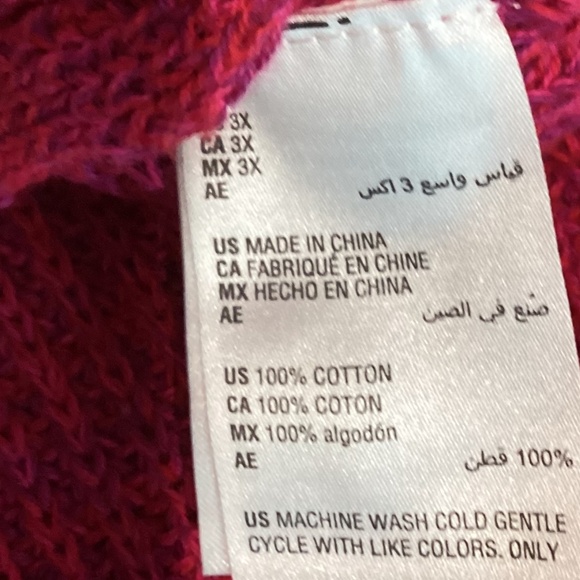 3X
CA 3X
MX 3X
AE قياس واسع 3 اكس
US MADE IN CHINA
CA FABRIQUÉ EN CHINE
MX HECHO EN CHINA
AE صُنع في الصين
US 100% COTTON
CA 100% COTON
MX 100% algodón
AE 100% قطن
US MACHINE WASH COLD GENTLE
CYCLE WITH LIKE COLORS. ONLY